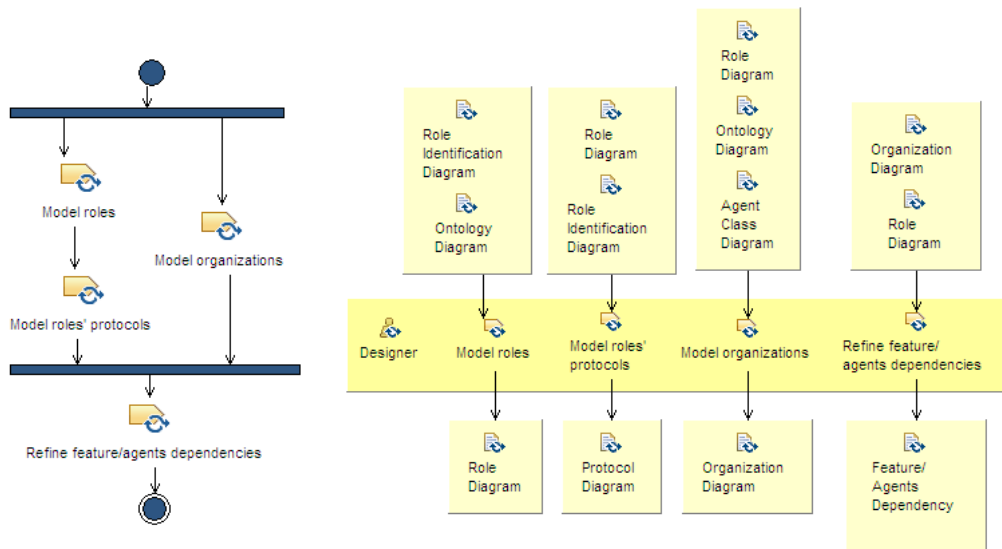 Model roles
Model organizations
Model roles' protocols
Refine feature/agents dependencies
Role
Identification
Diagram
Ontology
Diagram
Role
Diagram
Role
Identification
Diagram
Role
Diagram
Ontology
Diagram
Agent
Class
Diagram
Organization
Diagram
Role
Diagram
Designer
Model roles
Model roles'
protocols
Model organizations
Refine feature/
agents dependencies
Role
Diagram
Protocol
Diagram
Organization
Diagram
Feature/
Agents
Dependency